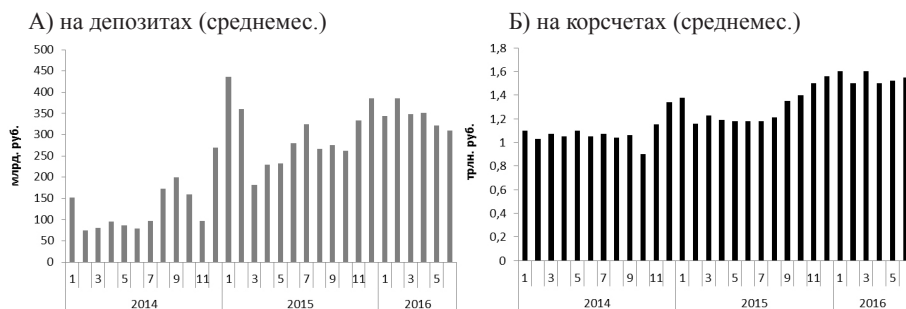 А) на депозитах (среднемес.)
500
450
400
350
300
250
200
150
100
50
0
млрд. руб.
1 3 5 7 9 11 1 3 5 7 9 11 1 3 5
2014 2015 2016
Б) на корсчетах (среднемес.)
1,8
1,6
1,4
1,2
1
0,8
0,6
0,4
0,2
0
трлн. руб.
1 3 5 7 9 11 1 3 5 7 9 11 1 3 5
2014 2015 2016